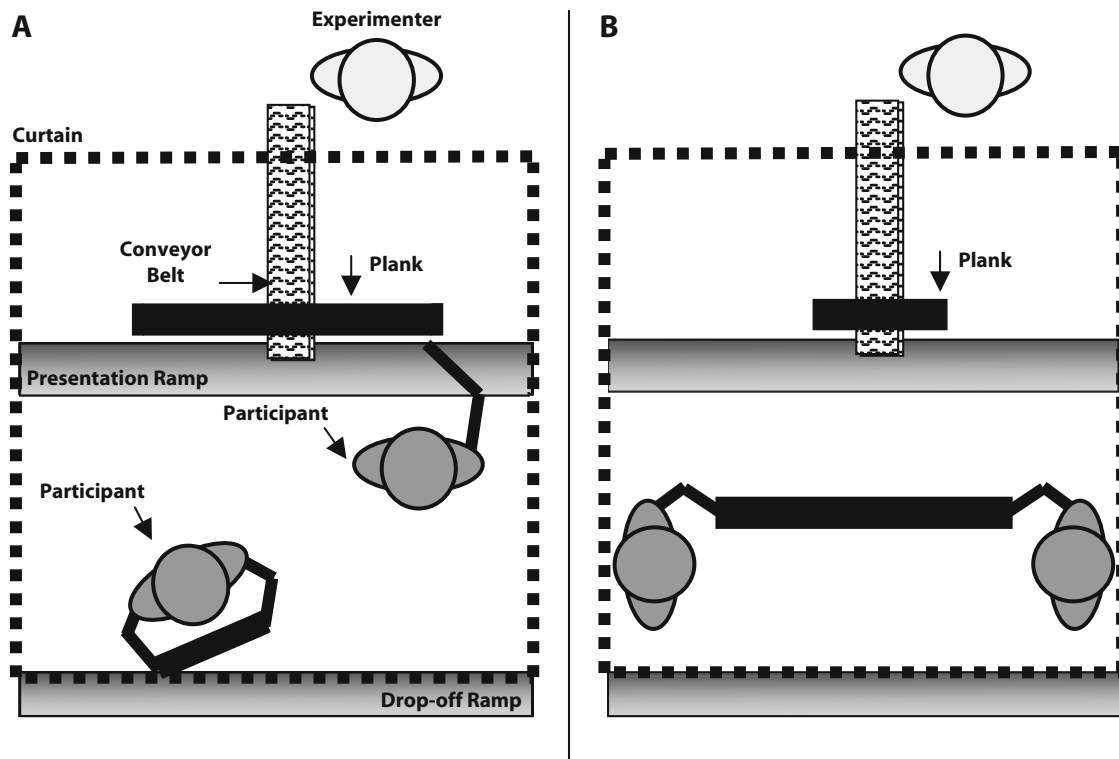 A
Experimenter
Curtain
Conveyor
Belt
Plank
Presentation Ramp
Participant
Participant
Drop-off Ramp
B
Plank